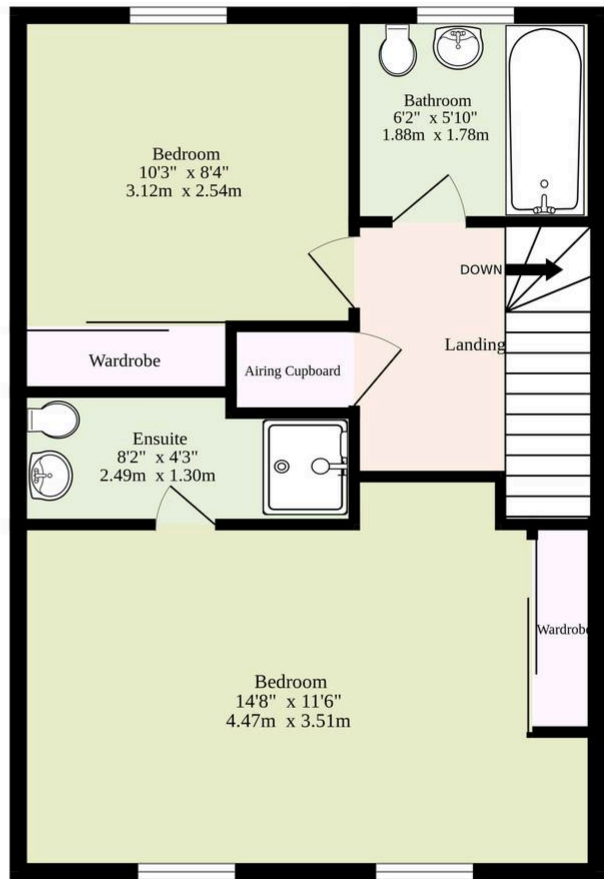 Bathroom
6'2" x 5'10"
1.88m x 1.78m
Bedroom
10'3" x 8'4"
3.12m x 2.54m
DOWN
Landing
Wardrobe
Airing Cupboard
Ensuite
8'2" x 4'3"
2.49m x 1.30m
Wardrobe
Bedroom
14'8" x 11'6"
4.47m x 3.51m